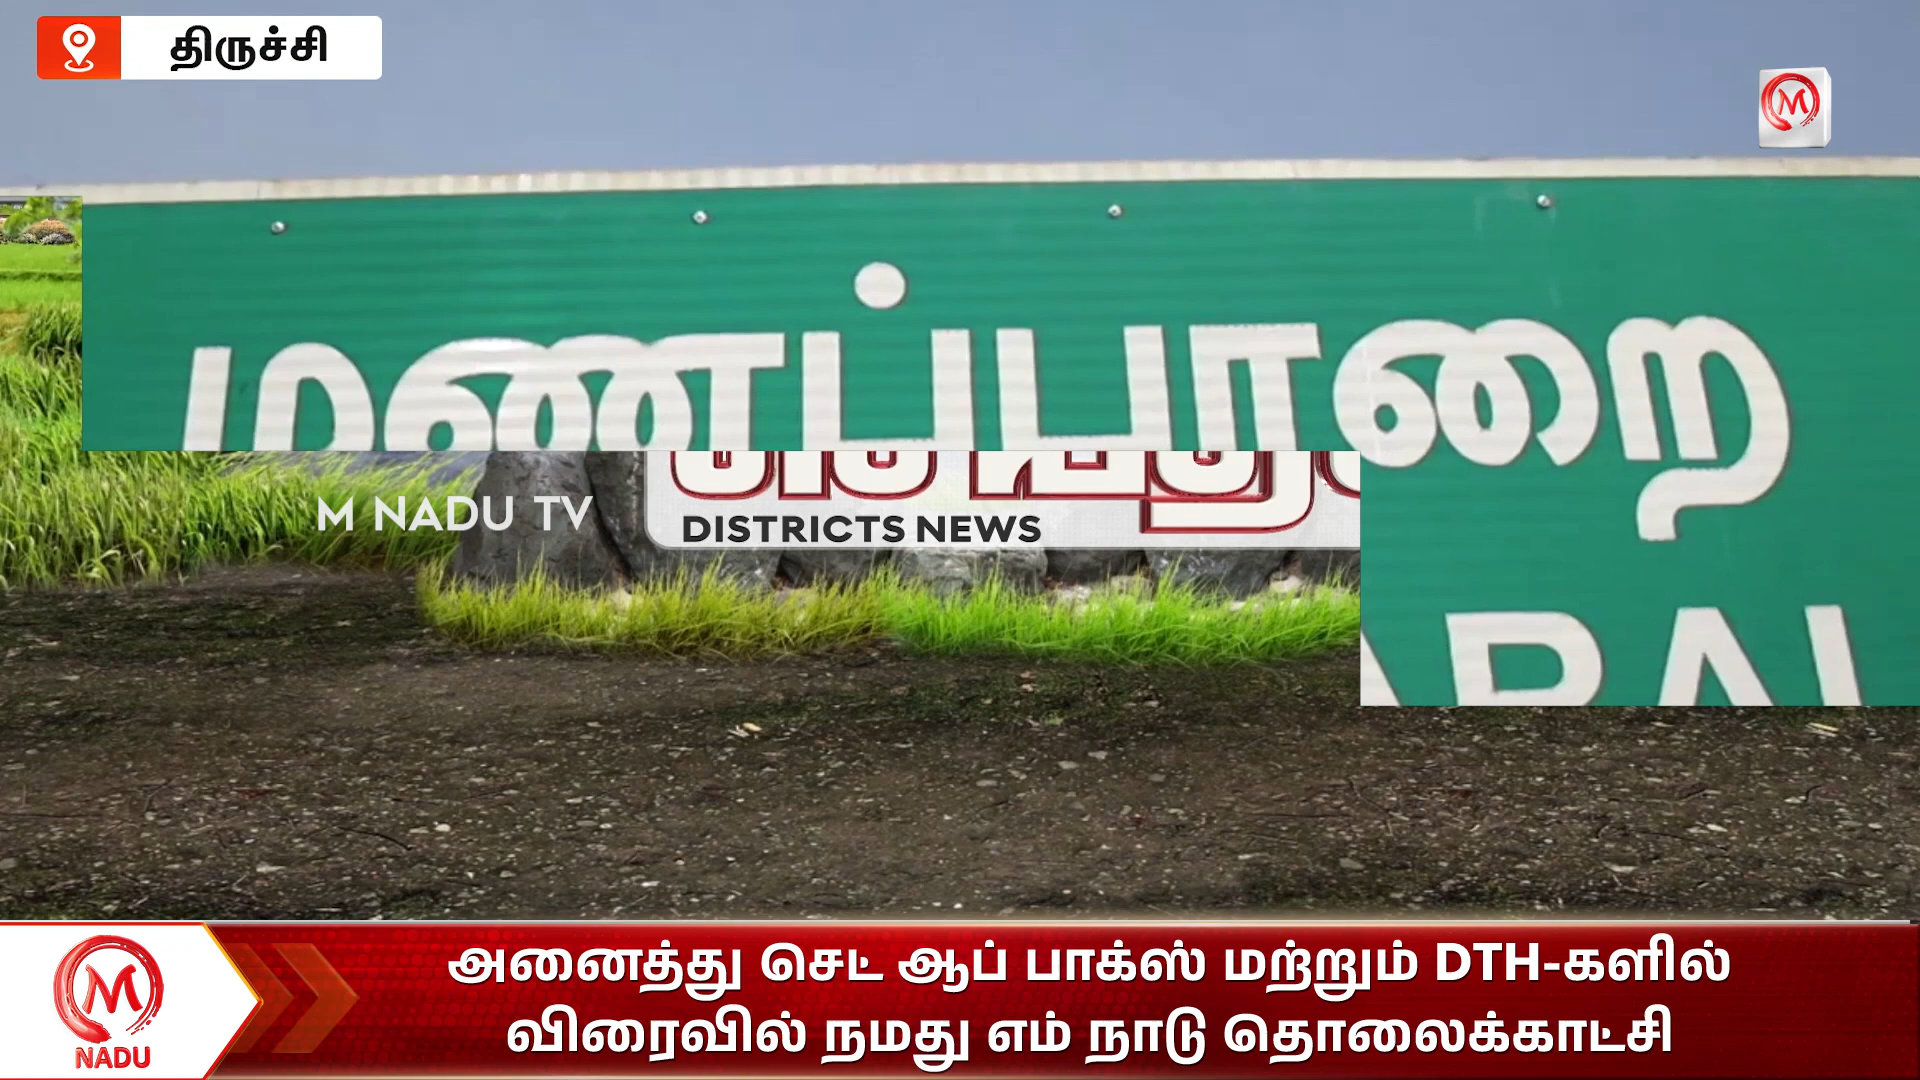 திருச்சி
M
மணப்பாறை
M NADU TV
DISTRICTS NEWS
அனைத்து செட் ஆப் பாக்ஸ் மற்றும் DTH-களில்
விரைவில் நமது எம் நாடு தொலைக்காட்சி
M
NADU